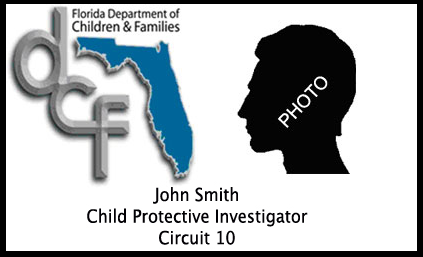 Florida Department of
Children & Families
dcf
PHOTO
John Smith
Child Protective Investigator
Circuit 10